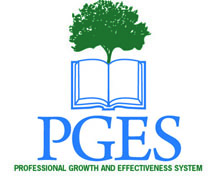 PGES
PROFESSIONAL GROWTH AND EFFECTIVENESS SYSTEM